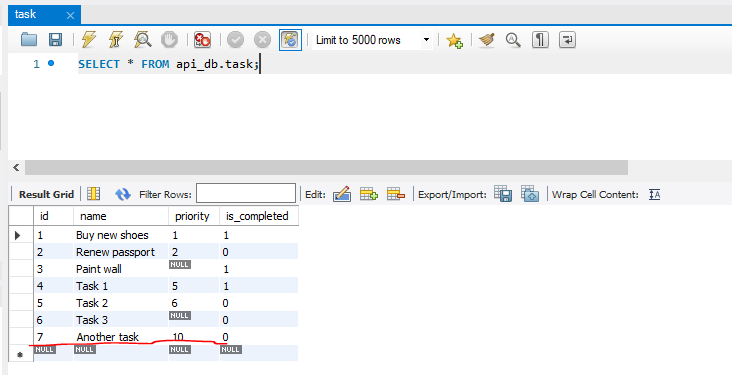 task
Limit to 5000 rows
1 SELECT * FROM api_db.task;
Result Grid Filter Rows: Edit: Export/Import: Wrap Cell Content:
id name priority is_completed
1 Buy new shoes 1 1
2 Renew passport 2 0
3 Paint wall NULL 1
4 Task 1 5 1
5 Task 2 6 0
6 Task 3 NULL 0
7 Another task 10 0
NULL NULL NULL NULL